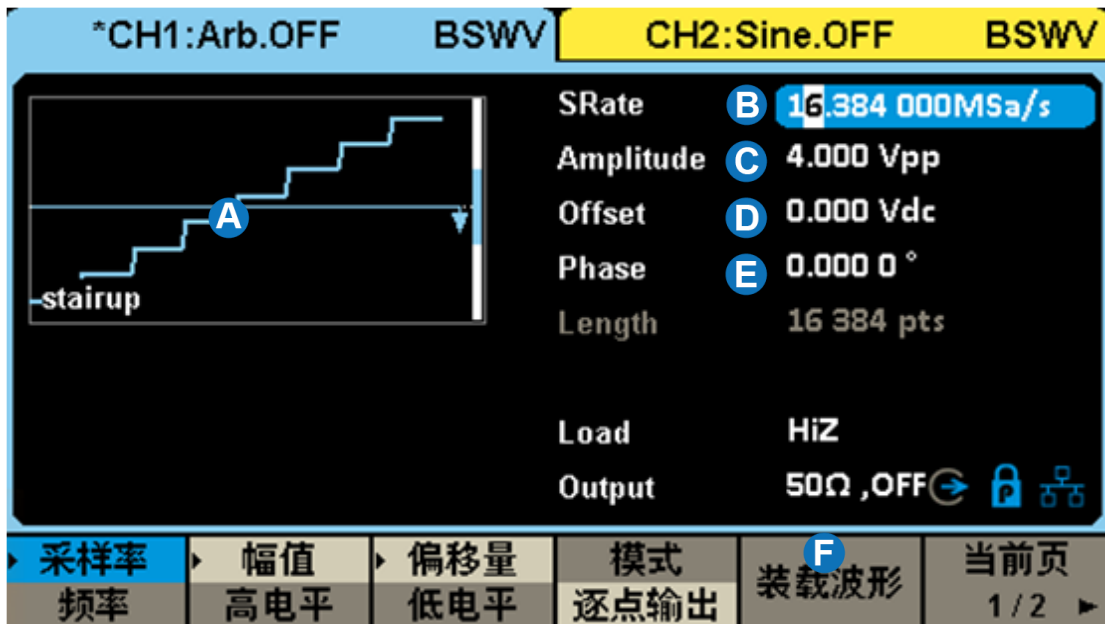 *CH1:Arb.OFF BSWV
CH2:Sine.OFF BSWV
A
stairup
SRate B 16.384 000MSa/s
Amplitude C 4.000 Vpp
Offset D 0.000 Vdc
Phase E 0.000 0 °
Length 16 384 pts
Load HiZ
Output 50Ω ,OFF P
采样率 幅值 偏移量 模式 F 装载波形 当前页
频率 高电平 低电平 逐点输出 1 / 2